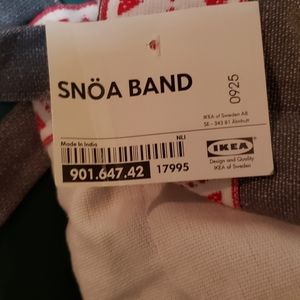 SNÖA BAND
0925
IKEA of Sweden AB
SE - 343 81 Älmhult
Made in India
NLI
901.647.42
17995
IKEA
Design and Quality
IKEA of Sweden